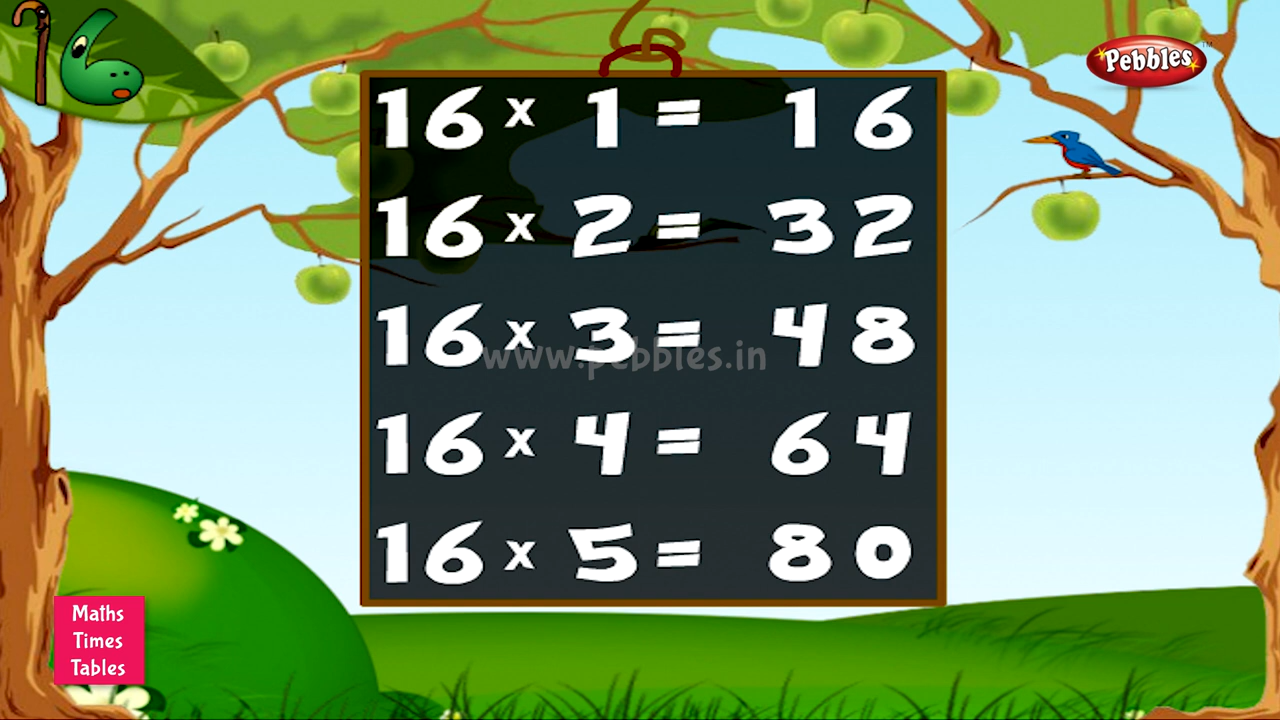 16
Pebbles™
16 x 1 = 16
16 x 2 = 32
16 x 3 = 48
www.pebbles.in
16 x 4 = 64
16 x 5 = 80
Maths
Times
Tables